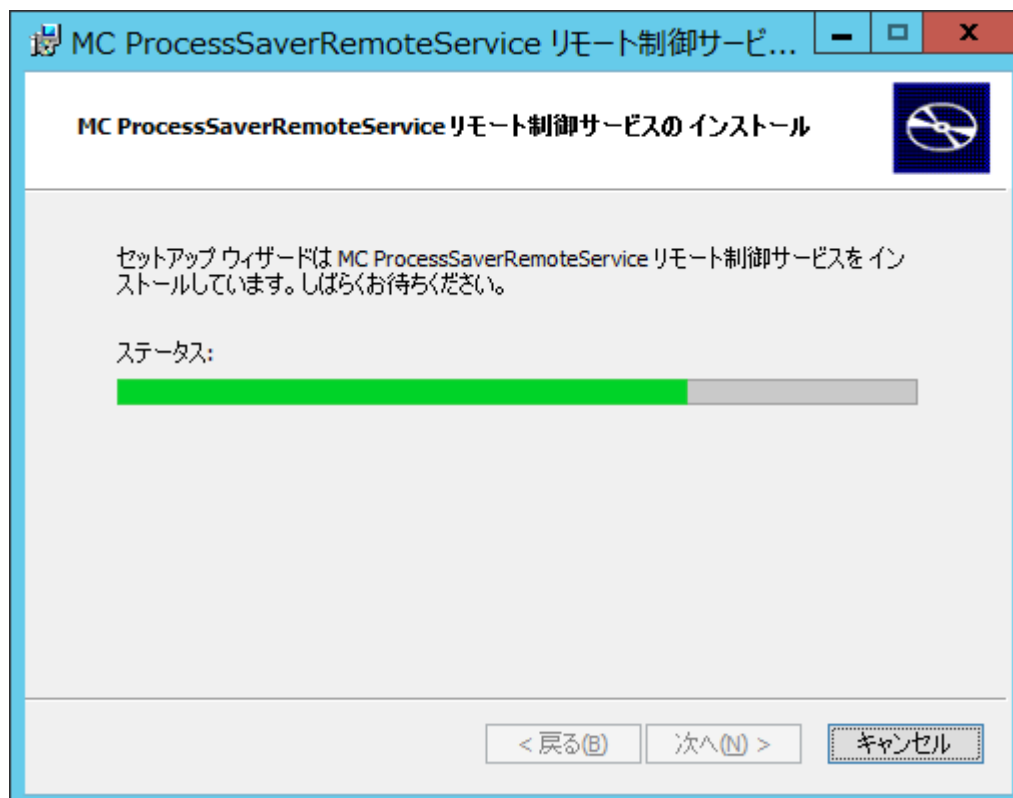 MC ProcessSaverRemoteService リモート制御サービ...
MC ProcessSaverRemoteService リモート制御サービスの インストール
セットアップ ウィザードは MC ProcessSaverRemoteService リモート制御サービスを イン
ストールしています。しばらくお待ちください。
ステータス:
< 戻る(B) 次へ(N) > キャンセル